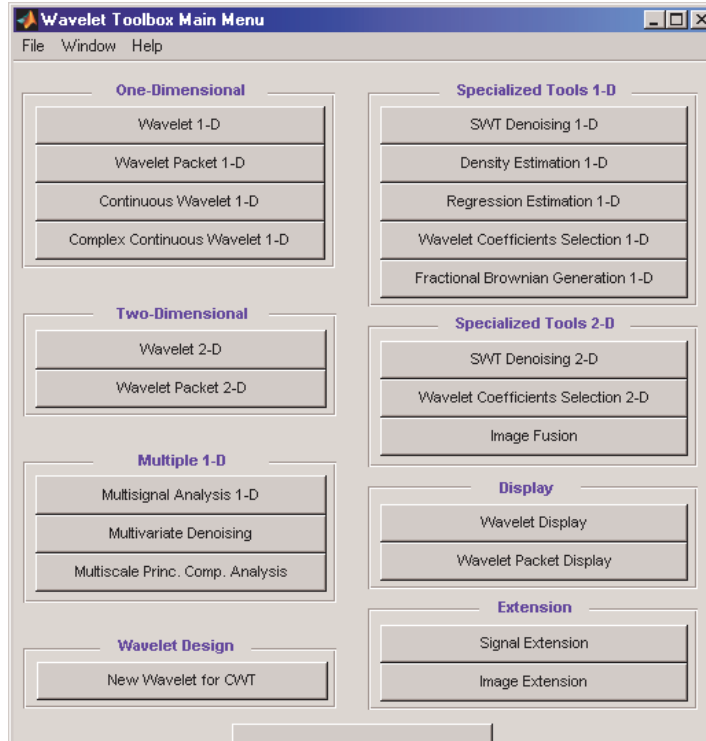 Wavelet Toolbox Main Menu
File Window Help
One-Dimensional
Wavelet 1-D
Wavelet Packet 1-D
Continuous Wavelet 1-D
Complex Continuous Wavelet 1-D
Two-Dimensional
Wavelet 2-D
Wavelet Packet 2-D
Multiple 1-D
Multisignal Analysis 1-D
Multivariate Denoising
Multiscale Princ. Comp. Analysis
Wavelet Design
New Wavelet for CWT
Specialized Tools 1-D
SWT Denoising 1-D
Density Estimation 1-D
Regression Estimation 1-D
Wavelet Coefficients Selection 1-D
Fractional Brownian Generation 1-D
Specialized Tools 2-D
SWT Denoising 2-D
Wavelet Coefficients Selection 2-D
Image Fusion
Display
Wavelet Display
Wavelet Packet Display
Extension
Signal Extension
Image Extension